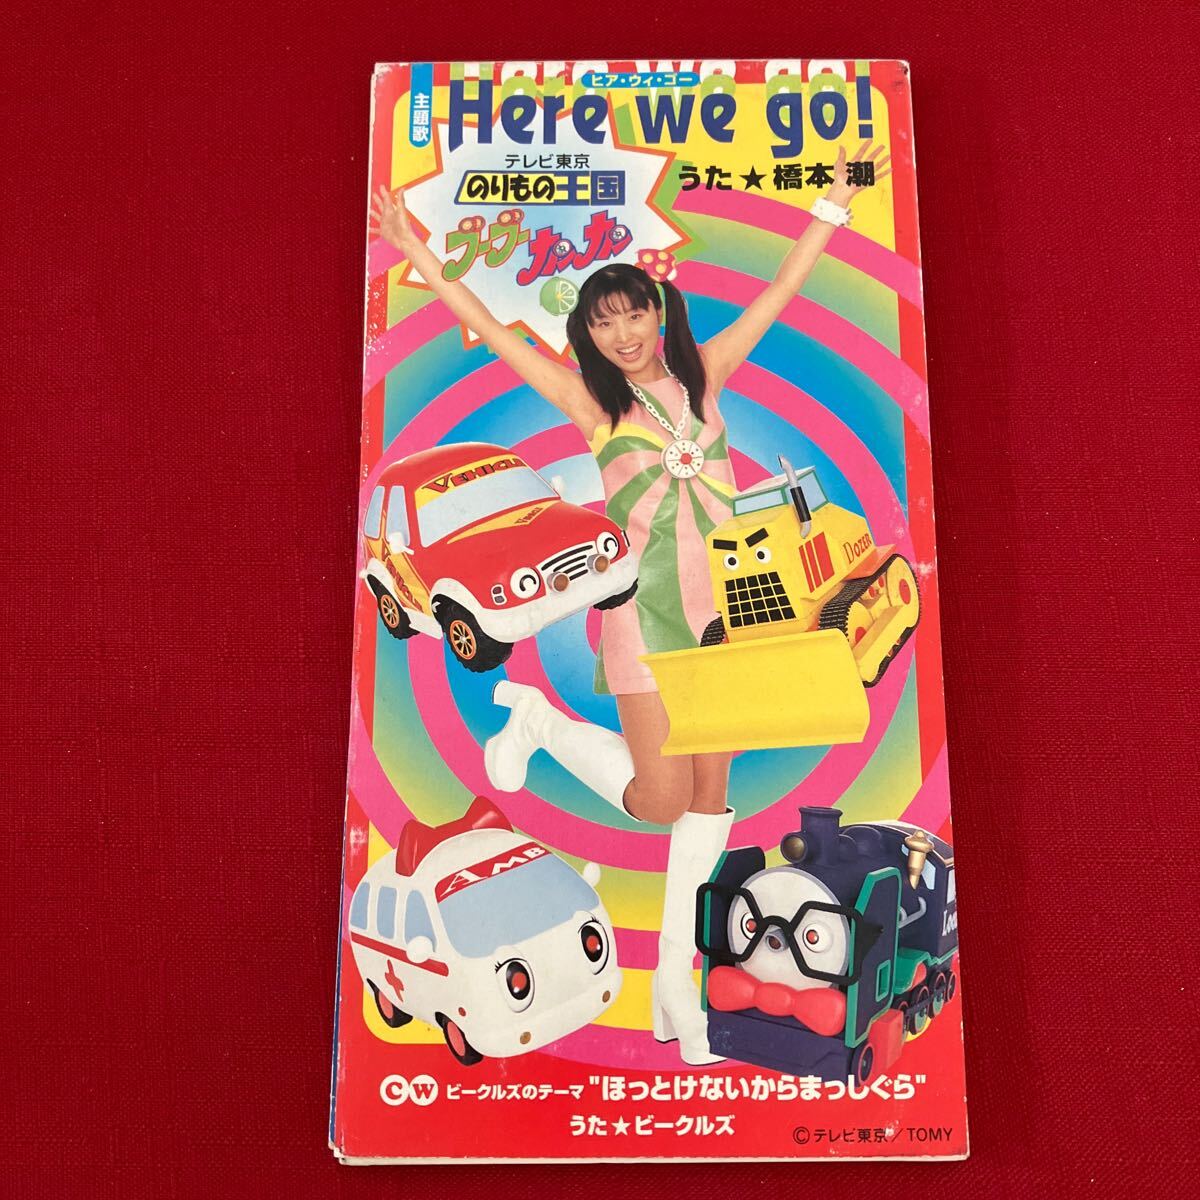 主題歌
ヒア・ウィ・ゴー
Here we go!
テレビ東京
のりもの王国
ブーブーカンカン
うた★橋本 潮
VEHICLE
DOZER
AMB
CW ビークルズのテーマ "ほっとけないからまっしぐら"
うた★ビークルズ
©テレビ東京／TOMY